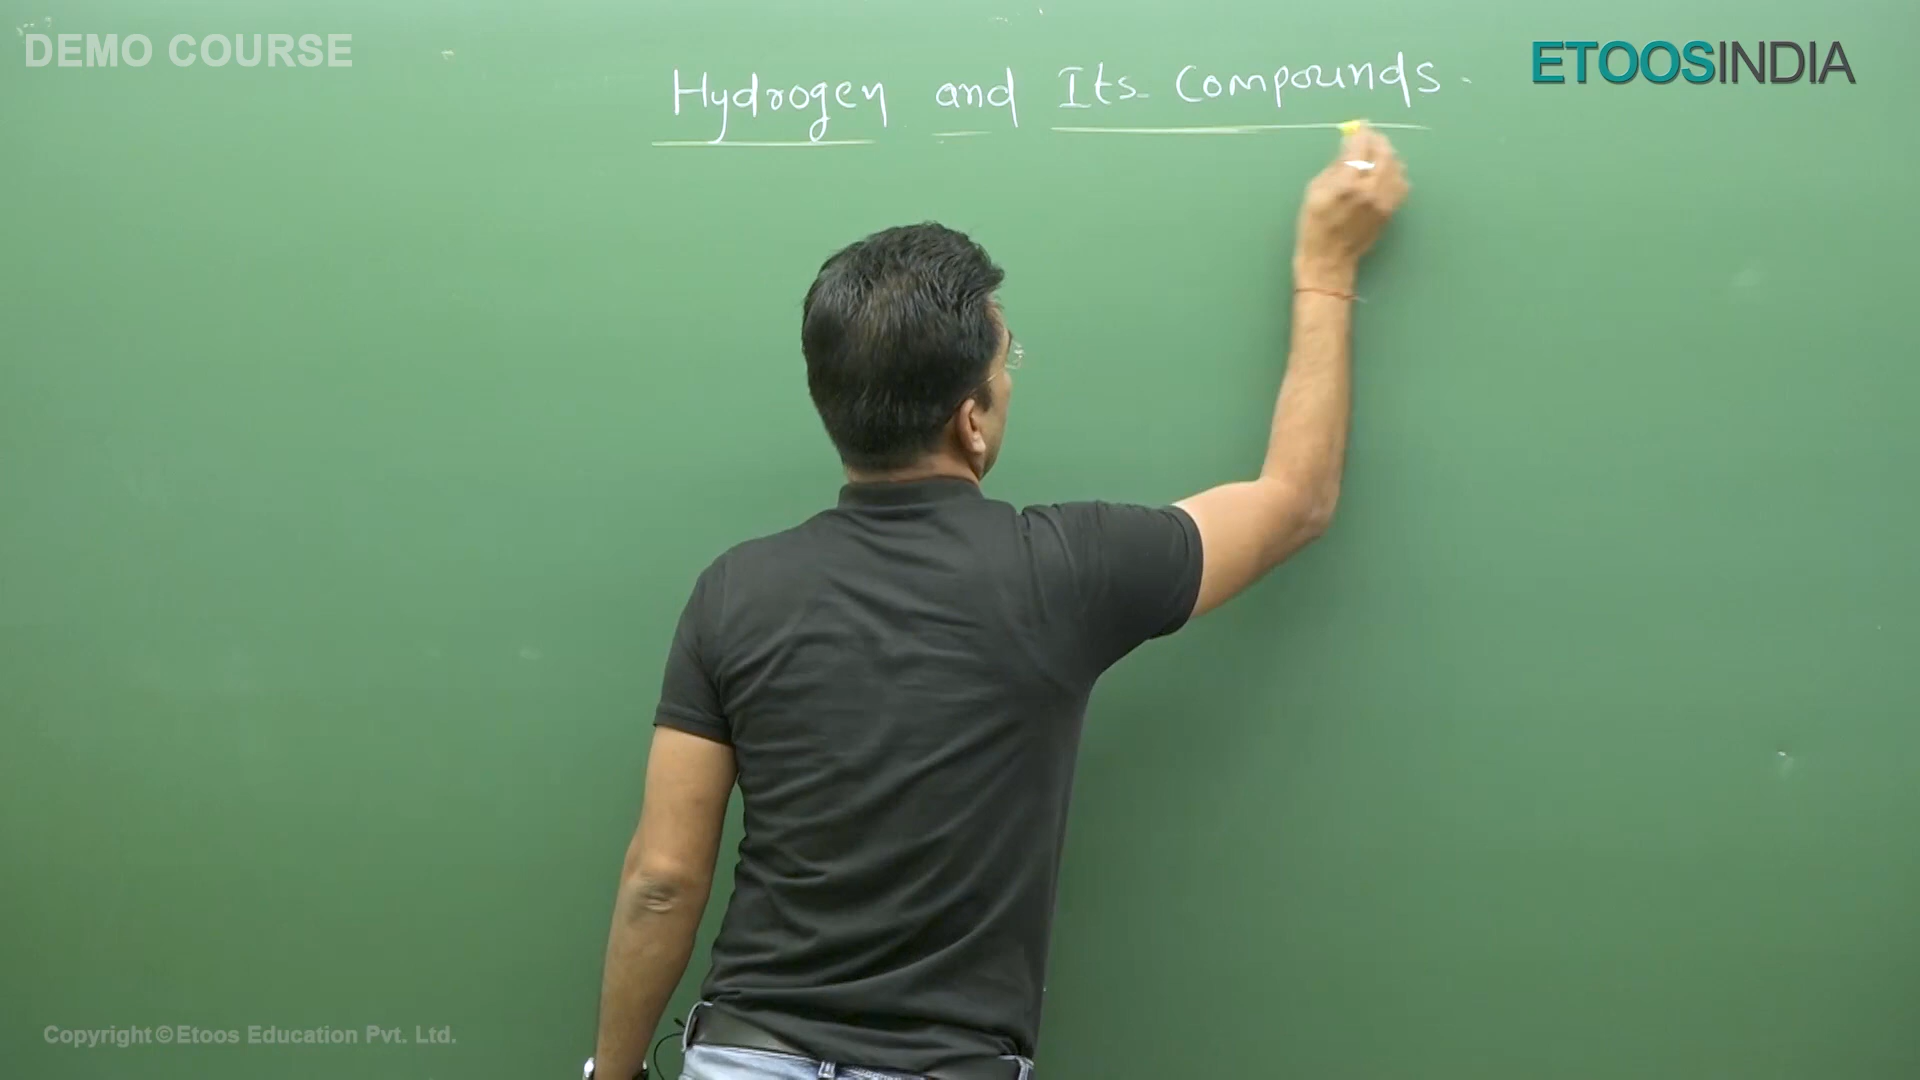 DEMO COURSE
ETOOSINDIA
Hydrogen and Its Compounds.
Copyright © Etoos Education Pvt. Ltd.